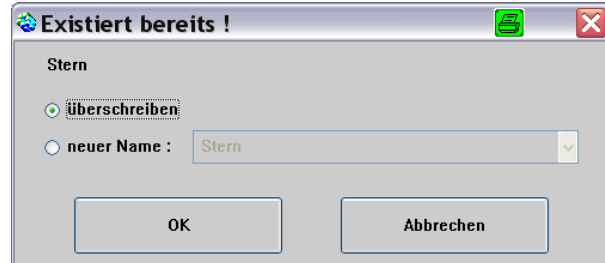 Existiert bereits !
Stern
überschreiben
neuer Name : Stern
OK Abbrechen